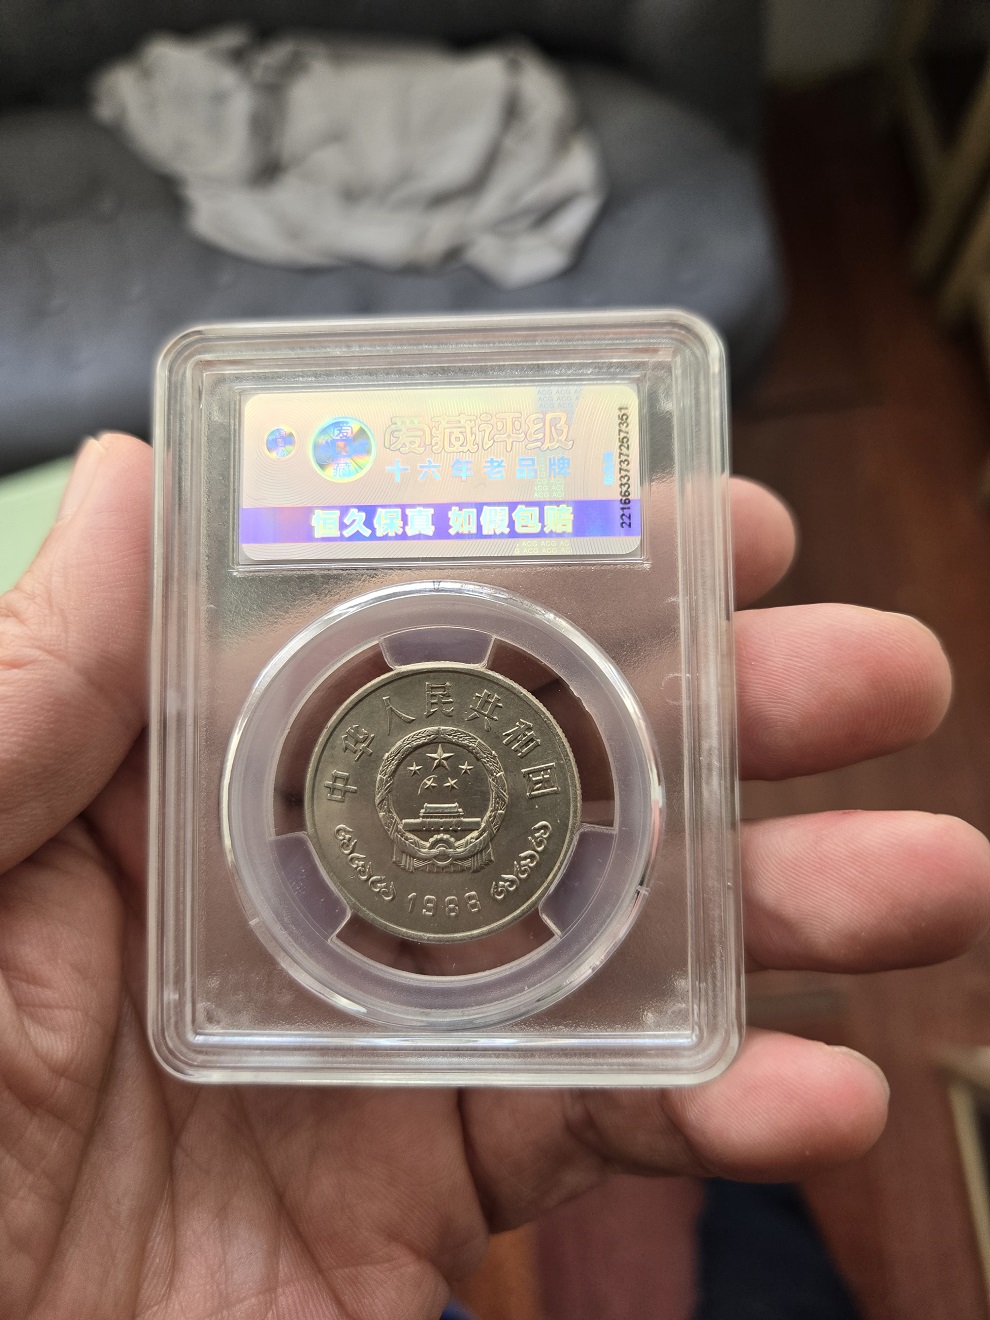 爱藏评级
十六年老品牌
恒久保真 如假包赔
2216633737257351
中华人民共和国
1988